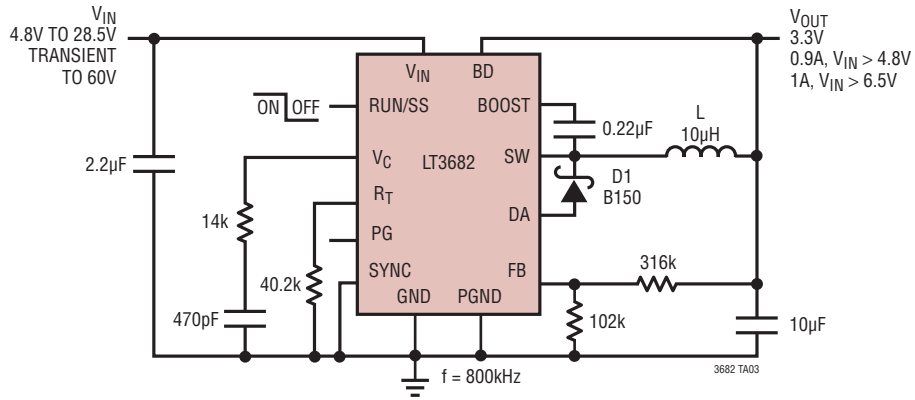 VIN
4.8V TO 28.5V
TRANSIENT
TO 60V
VOUT
3.3V
0.9A, VIN > 4.8V
1A, VIN > 6.5V
VIN
BD
ON OFF
RUN/SS
BOOST
0.22µF
L
10µH
2.2µF
VC
LT3682
SW
D1
B150
RT
DA
14k
PG
40.2k
SYNC
FB
316k
GND
PGND
470pF
102k
10µF
f = 800kHz
3682 TA03